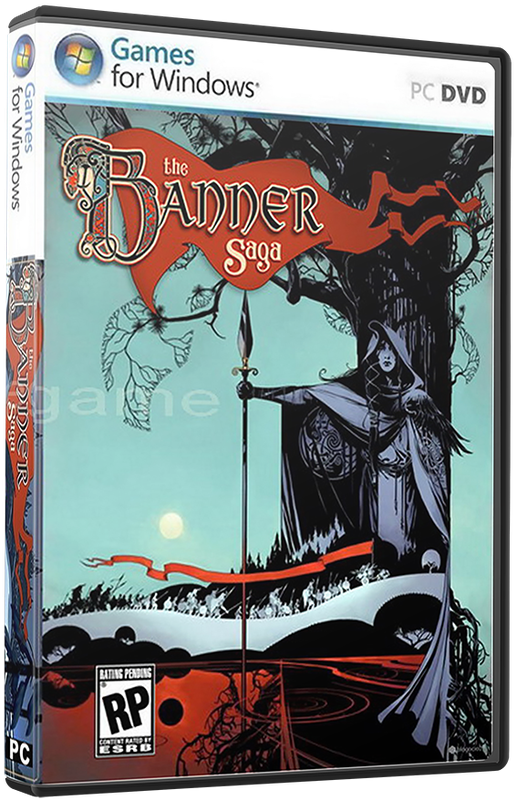 Games
for Windows®
PC DVD
the
BANNER
Saga
Games
for Windows
the
BANNER
Saga
game
RATING PENDING
RP
CONTENT RATED BY
ESRB
PC